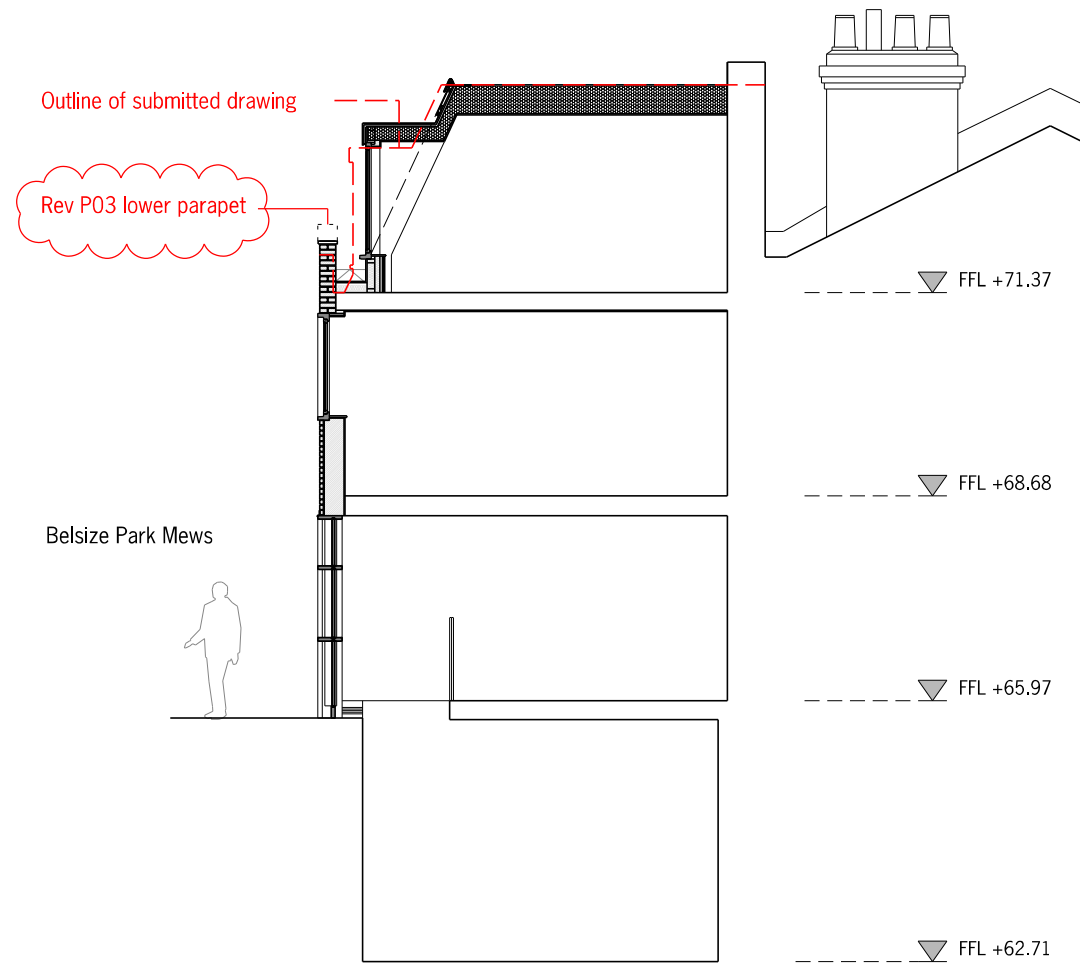 Outline of submitted drawing
Rev P03 lower parapet
FFL +71.37
FFL +68.68
Belsize Park Mews
FFL +65.97
FFL +62.71